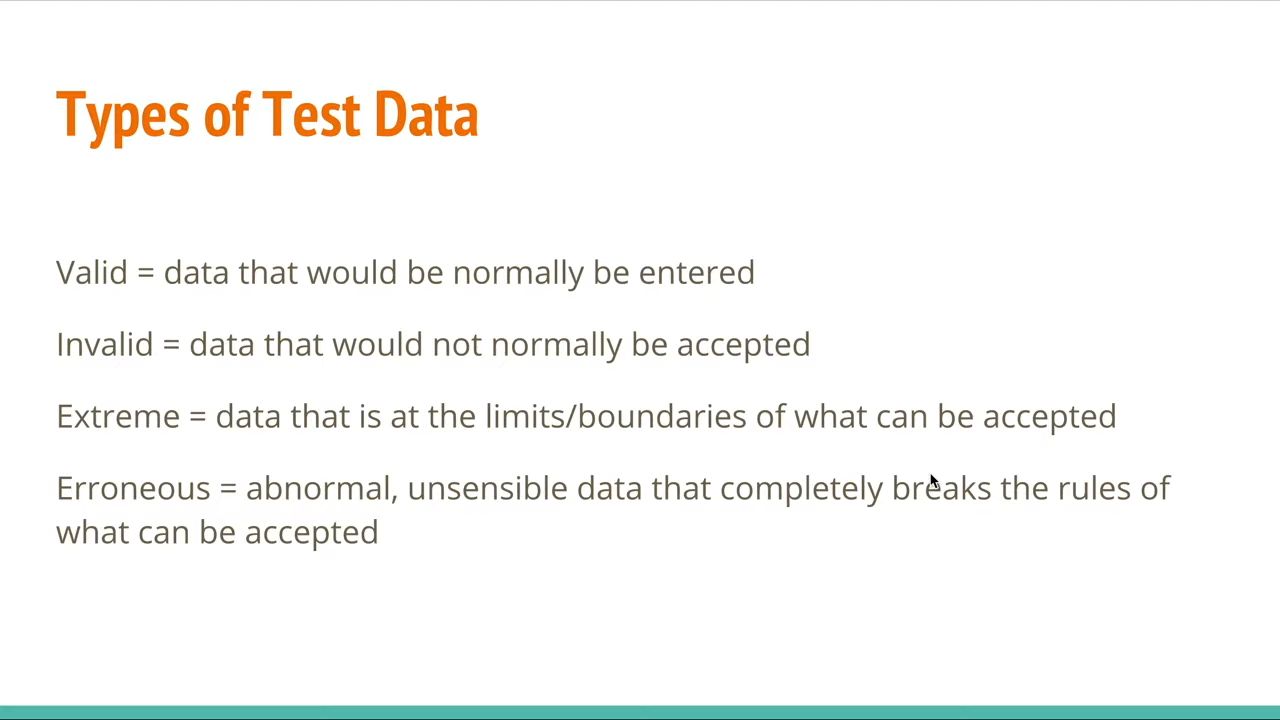 Types of Test Data
Valid = data that would be normally be entered
Invalid = data that would not normally be accepted
Extreme = data that is at the limits/boundaries of what can be accepted
Erroneous = abnormal, unsensible data that completely breaks the rules of
what can be accepted